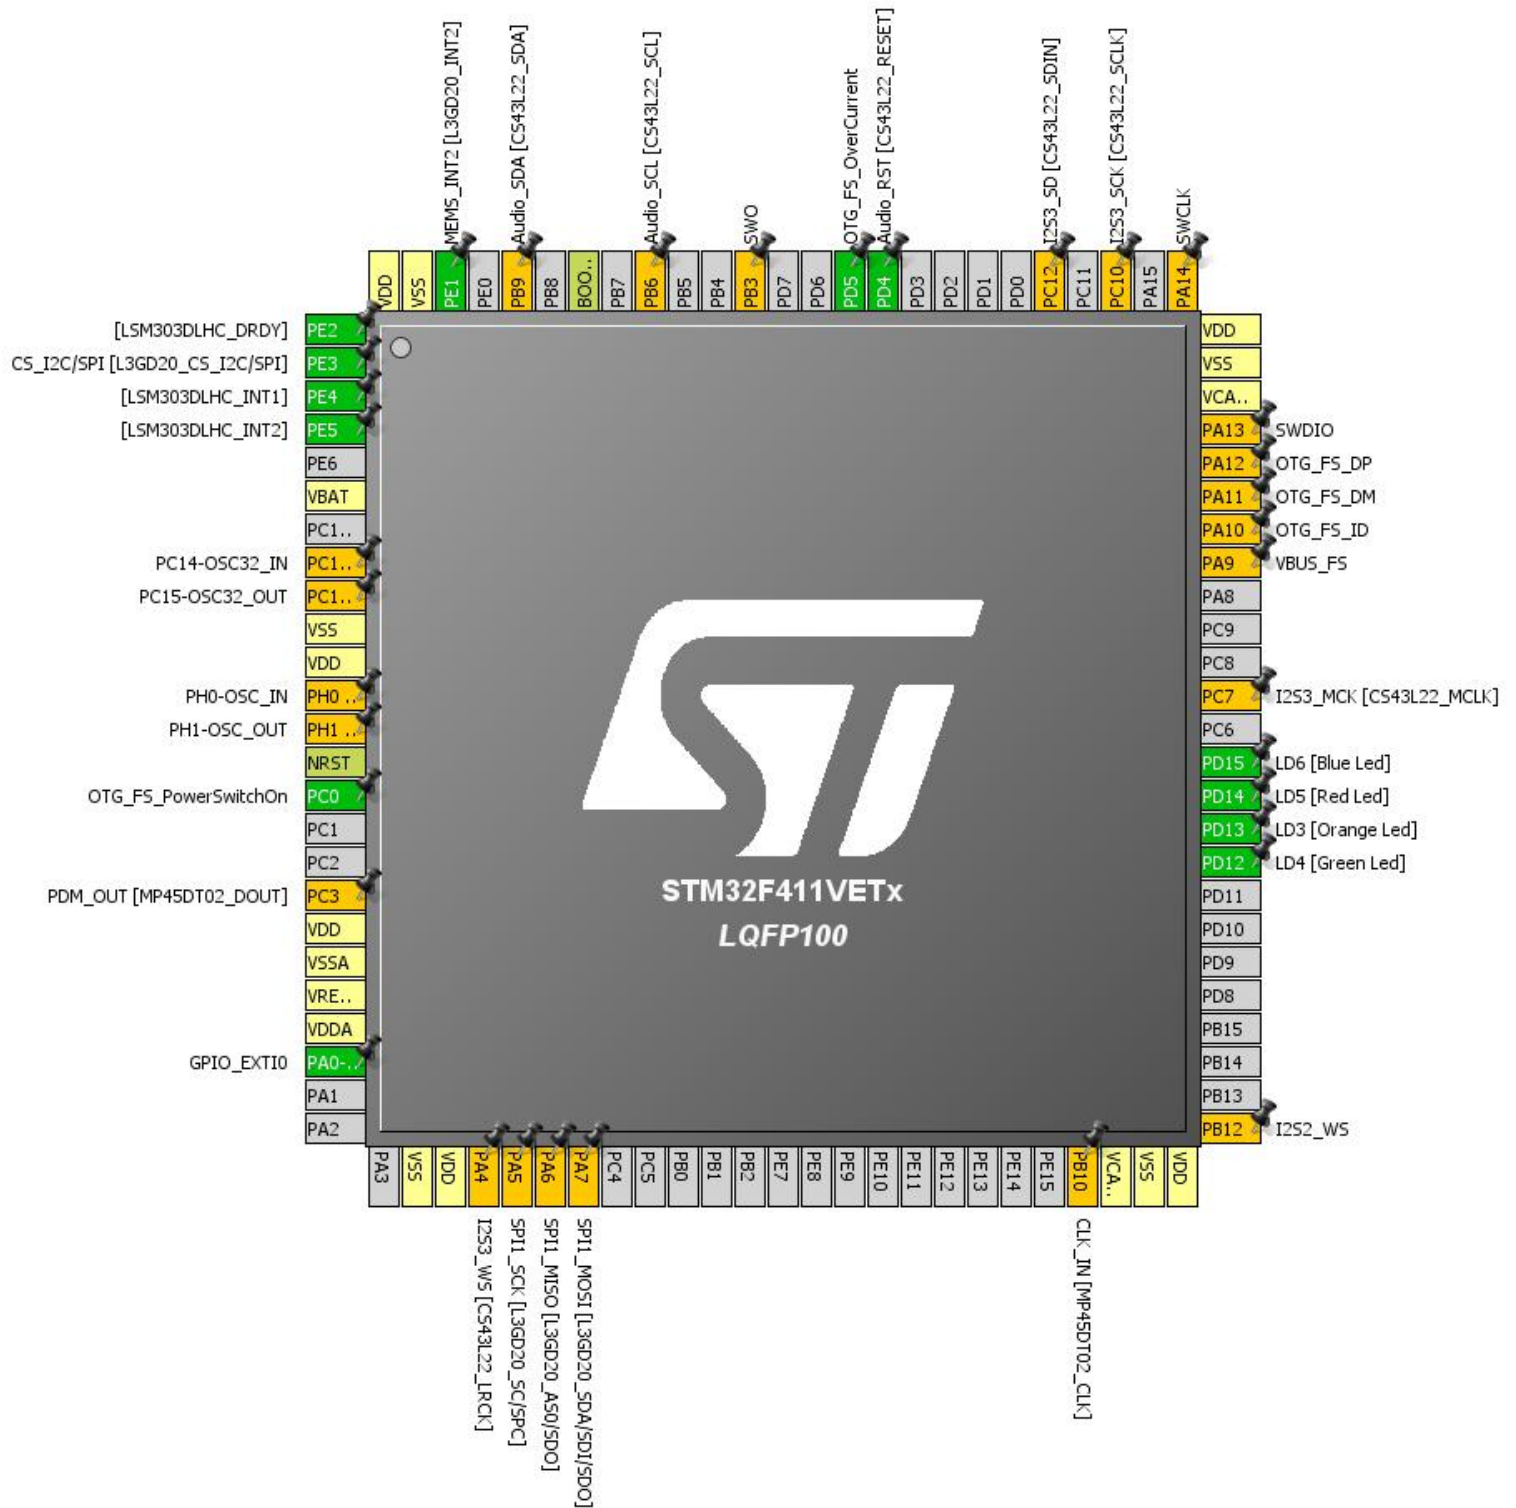 MEMS_INT2 [L3GD20_INT2]
Audio_SDA [CS43L22_SDA]
Audio_SCL [CS43L22_SCL]
SWO
OTG_FS_OverCurrent
Audio_RST [CS43L22_RESET]
I2S3_SD [CS43L22_SDIN]
I2S3_SCK [CS43L22_SCLK]
SWCLK
VDD
VSS
PE1
PE0
PB9
PB8
BOO..
PB7
PB6
PB5
PB4
PB3
PD7
PD6
PD5
PD4
PD3
PD2
PD1
PD0
PC12
PC11
PC10
PA15
PA14
[LSM303DLHC_DRDY] PE2
CS_I2C/SPI [L3GD20_CS_I2C/SPI] PE3
[LSM303DLHC_INT1] PE4
[LSM303DLHC_INT2] PE5
PE6
VBAT
PC1..
PC14-OSC32_IN PC1..
PC15-OSC32_OUT PC1..
VSS
VDD
PH0-OSC_IN PH0 ..
PH1-OSC_OUT PH1 ..
NRST
OTG_FS_PowerSwitchOn PC0
PC1
PC2
PDM_OUT [MP45DT02_DOUT] PC3
VDD
VSSA
VRE..
VDDA
GPIO_EXTI0 PA0-..
PA1
PA2
ST
STM32F411VETx
LQFP100
VDD
VSS
VCA..
PA13 SWDIO
PA12 OTG_FS_DP
PA11 OTG_FS_DM
PA10 OTG_FS_ID
PA9 VBUS_FS
PA8
PC9
PC8
PC7 I2S3_MCK [CS43L22_MCLK]
PC6
PD15 LD6 [Blue Led]
PD14 LD5 [Red Led]
PD13 LD3 [Orange Led]
PD12 LD4 [Green Led]
PD11
PD10
PD9
PD8
PB15
PB14
PB13
PB12 I2S2_WS
PA3
VSS
VDD
PA4
PA5
PA6
PA7
PC4
PC5
PB0
PB1
PB2
PE7
PE8
PE9
PE10
PE11
PE12
PE13
PE14
PE15
PB10
VCA..
VSS
VDD
I2S3_WS [CS43L22_LRCK]
SPI1_SCK [L3GD20_SC/SPC]
SPI1_MISO [L3GD20_AS0/SDO]
SPI1_MOSI [L3GD20_SDA/SDI/SDO]
CLK_IN [MP45DT02_CLK]